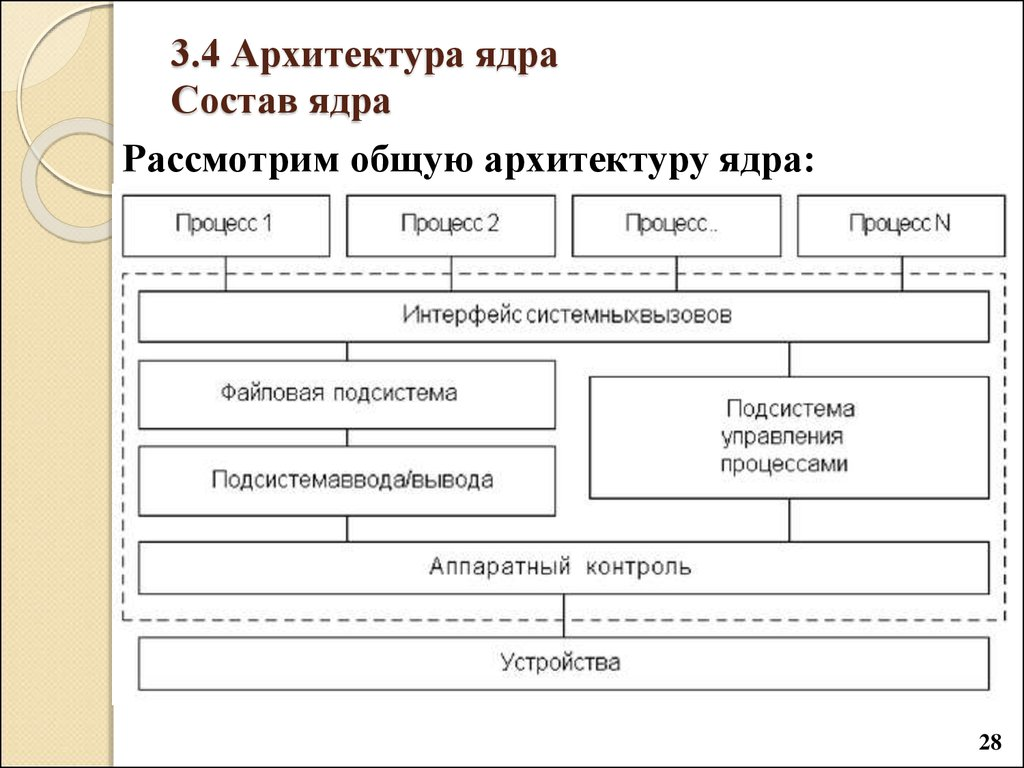 3.4 Архитектура ядра
Состав ядра
Рассмотрим общую архитектуру ядра:
Процесс 1
Процесс 2
Процесс..
Процесс N
Интерфейс системныхвызовов
Файловая подсистема
Подсистема
управления
процессами
Подсистемаввода/вывода
Аппаратный контроль
Устройства
28